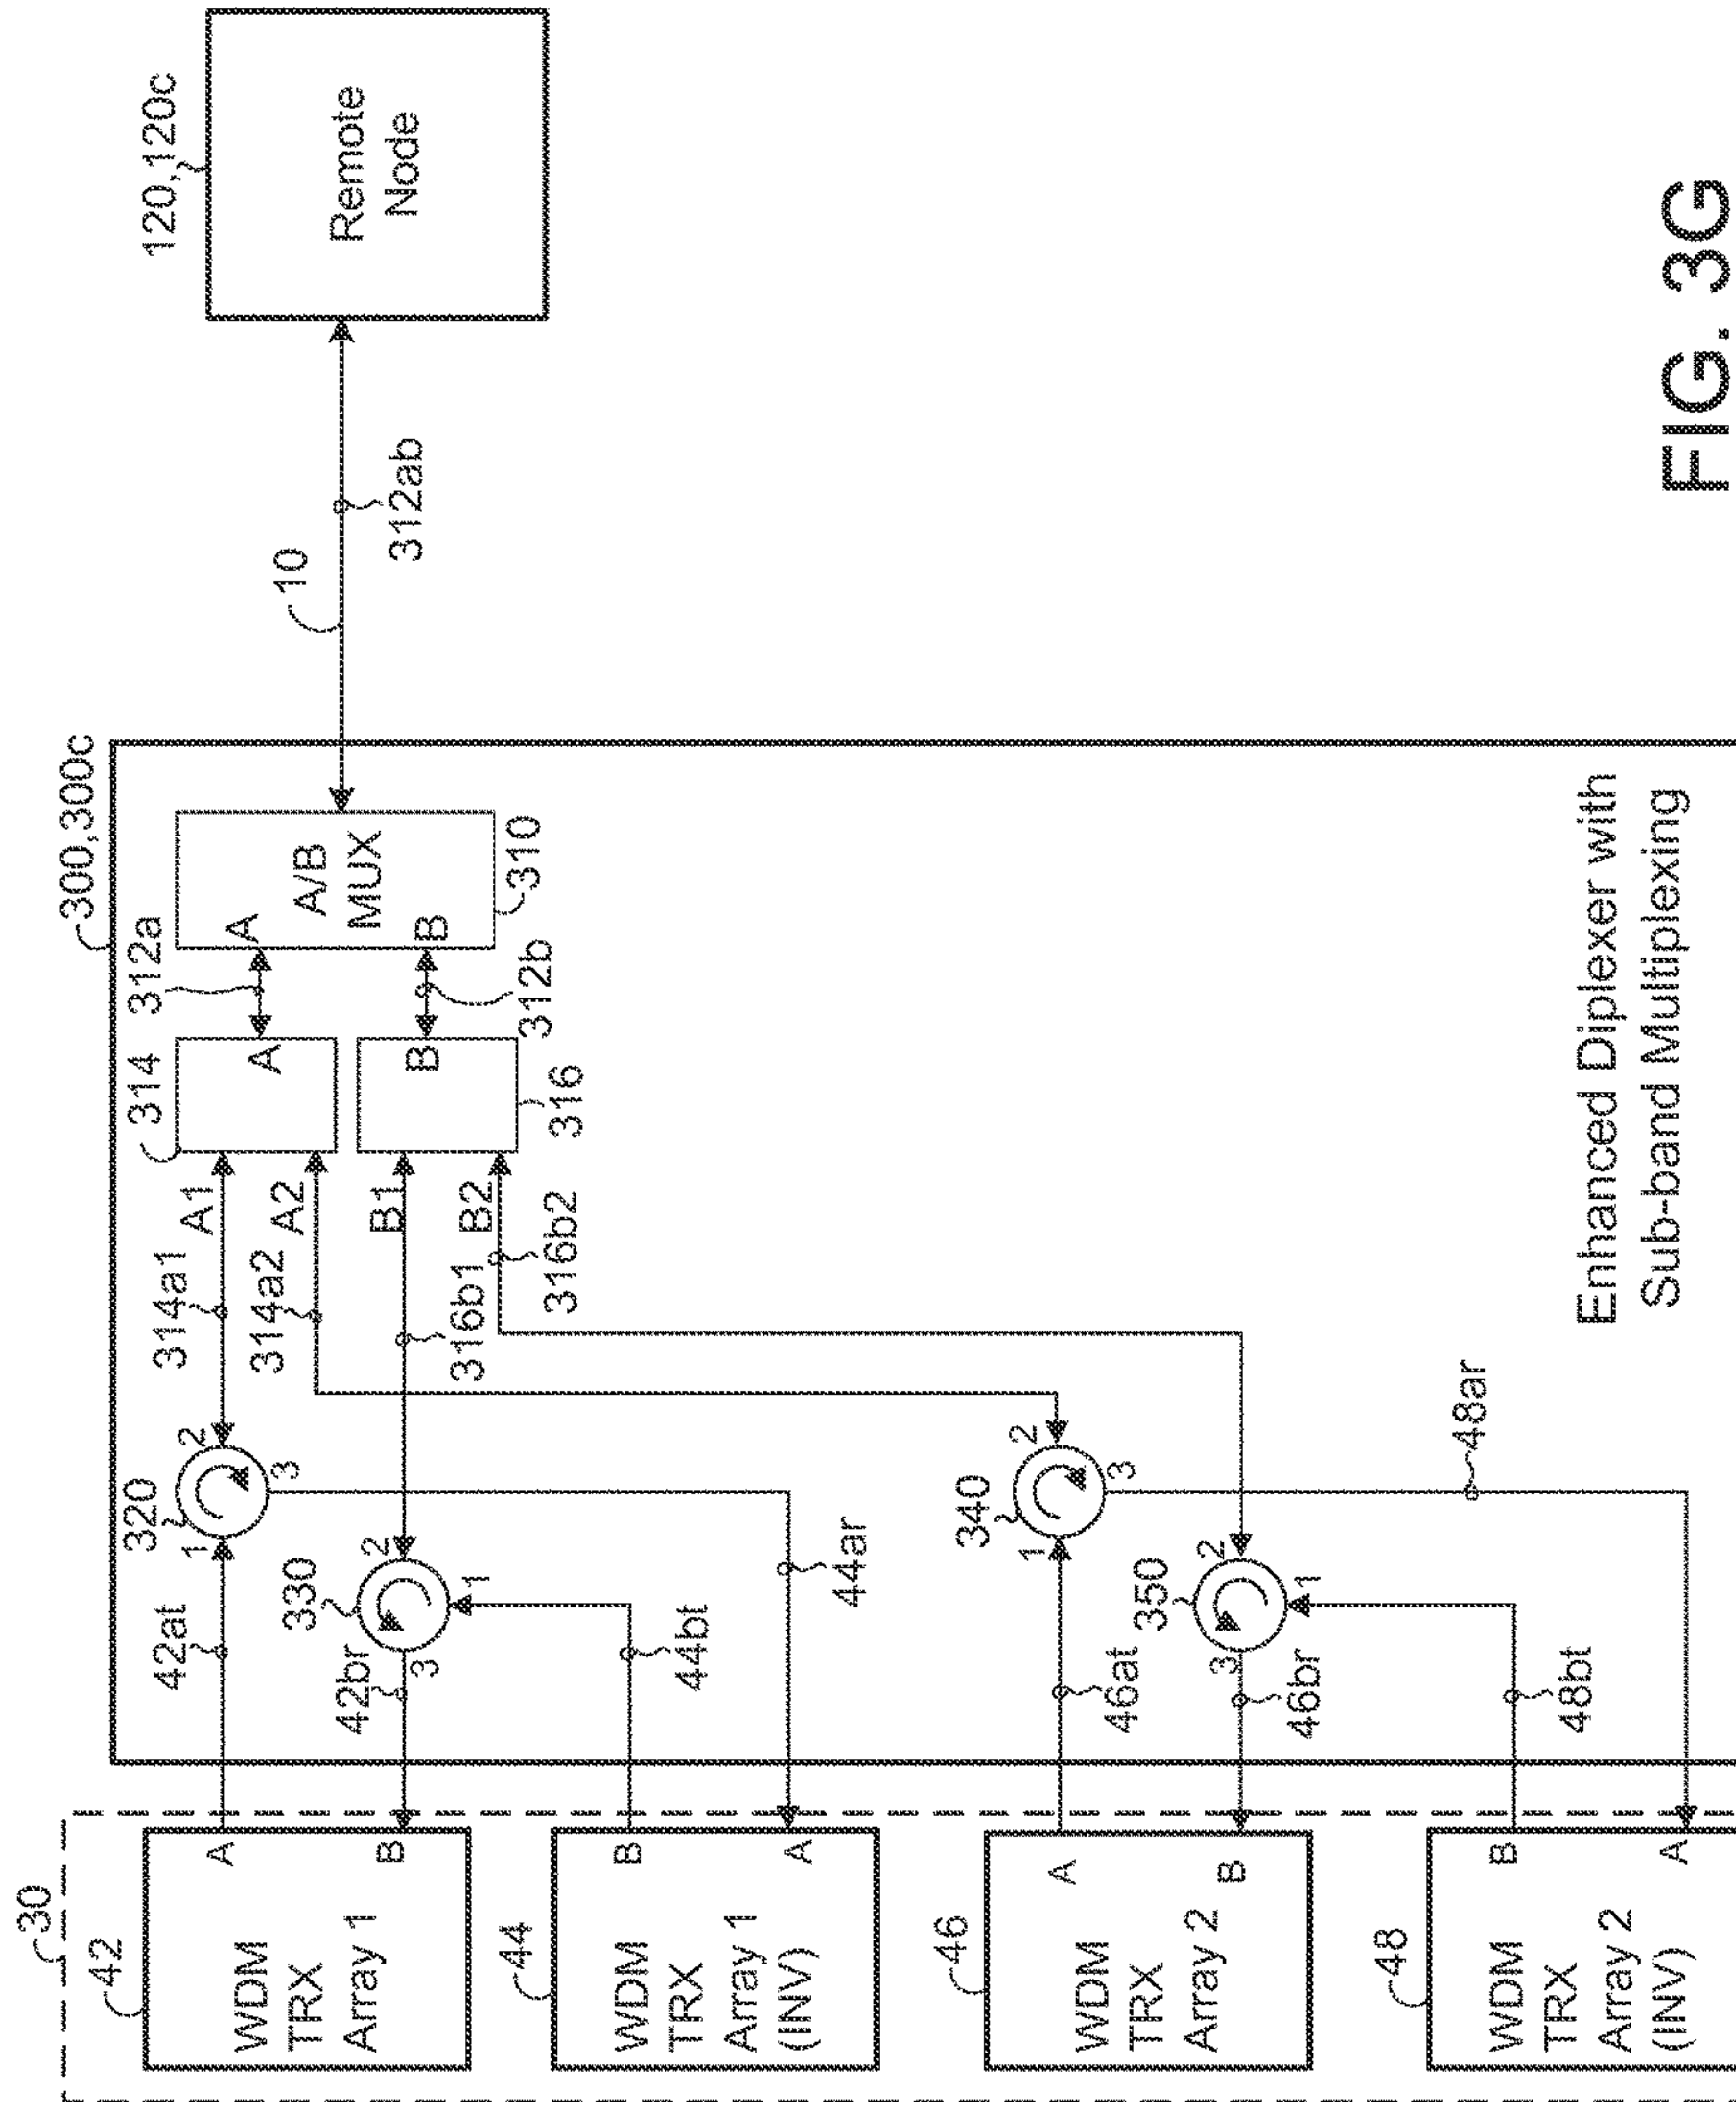 30
42
WDM
TRX
Array 1
A
B
44
WDM
TRX
Array 1
(INV)
B
A
46
WDM
TRX
Array 2
A
B
48
WDM
TRX
Array 2
(INV)
B
A
300,300c
42at
320
1
2
3
42br
330
3
2
1
44bt
44ar
46at
340
1
2
3
46br
350
3
2
1
48bt
48ar
314a1
A1
314a2
A2
316b1
B1
316b2
B2
314
A
B
316
312a
312b
A
A/B
MUX
B
310
Enhanced Diplexer with
Sub-band Multiplexing
10
312ab
120,120c
Remote
Node
FIG. 3G